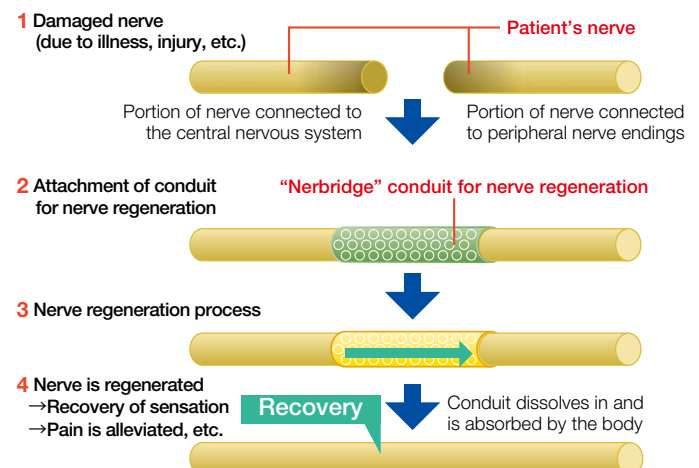 1 Damaged nerve
(due to illness, injury, etc.)
Patient's nerve
Portion of nerve connected to
the central nervous system
Portion of nerve connected
to peripheral nerve endings
2 Attachment of conduit
for nerve regeneration
“Nerbridge” conduit for nerve regeneration
3 Nerve regeneration process
4 Nerve is regenerated
→Recovery of sensation
→Pain is alleviated, etc.
Recovery
Conduit dissolves in and
is absorbed by the body